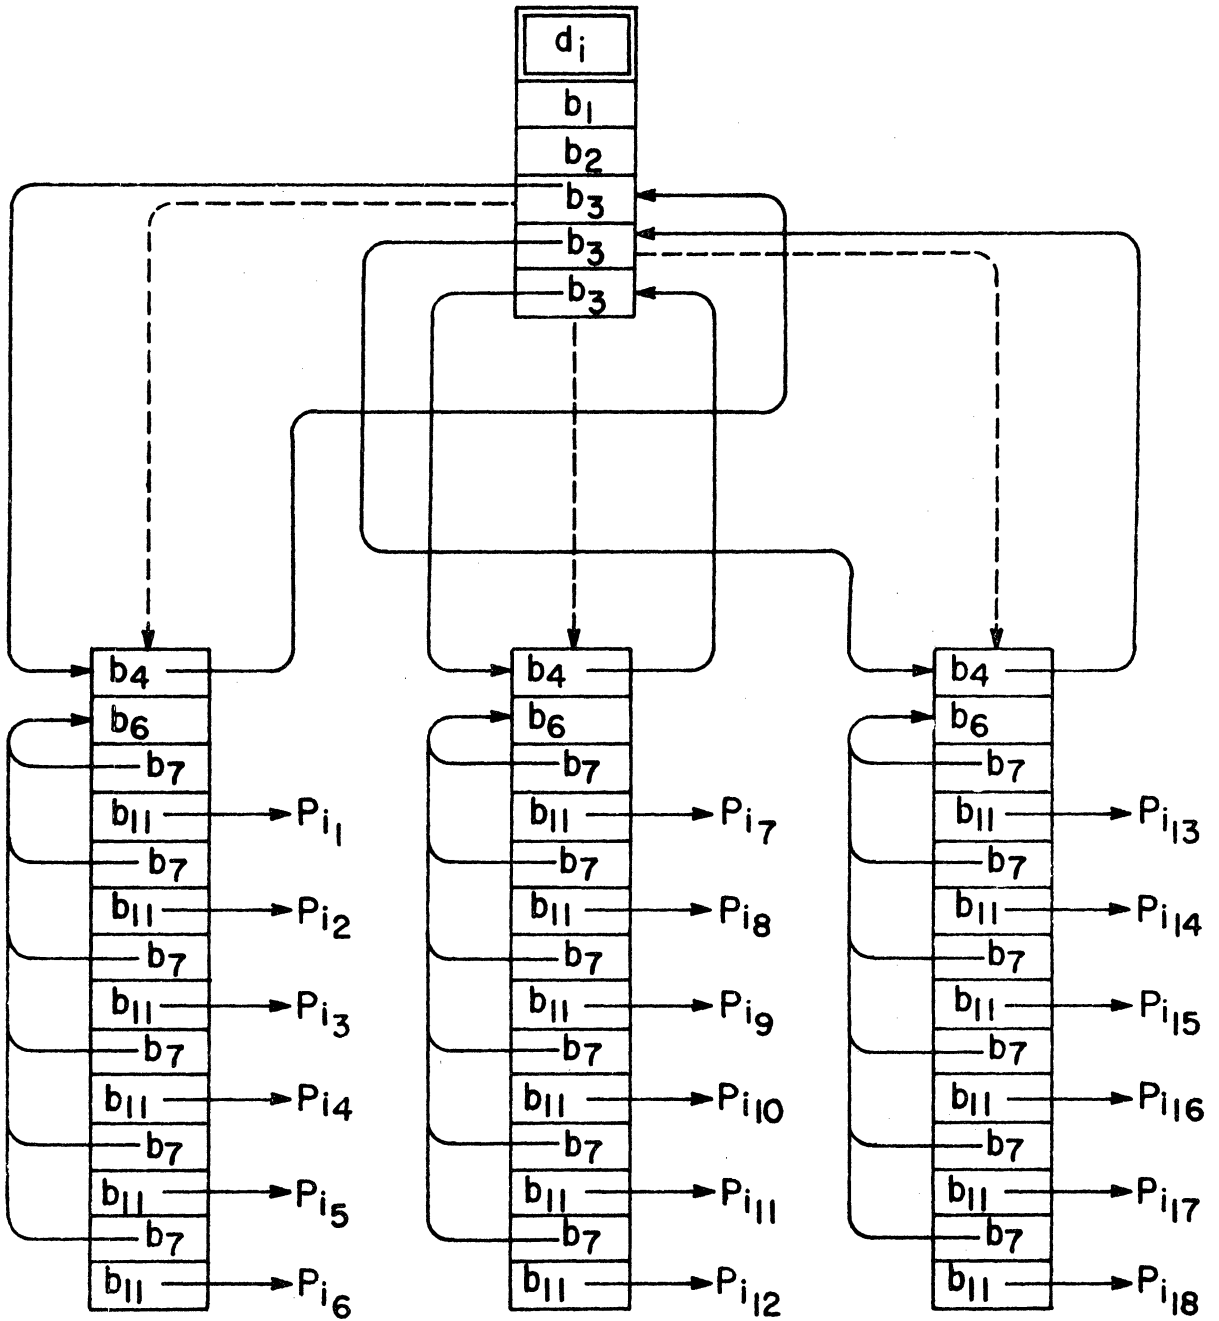 di
b1
b2
b3
b3
b3
b4 b4 b4
b6 b6 b6
b7 b7 b7
b11 Pi1 b11 Pi7 b11 Pi13
b7 b7 b7
b11 Pi2 b11 Pi8 b11 Pi14
b7 b7 b7
b11 Pi3 b11 Pi9 b11 Pi15
b7 b7 b7
b11 Pi4 b11 Pi10 b11 Pi16
b7 b7 b7
b11 Pi5 b11 Pi11 b11 Pi17
b7 b7 b7
b11 Pi6 b11 Pi12 b11 Pi18